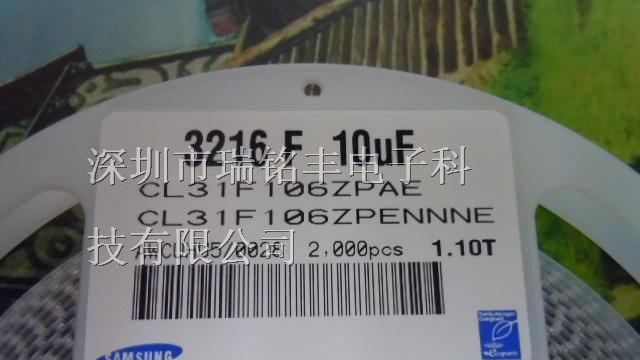 3216 F 10uF
深圳市瑞铭丰电子科
CL31F106ZPAE
CL31F106ZPENNNE
技有限公司
2,000pcs 1.10T
SAMSUNG